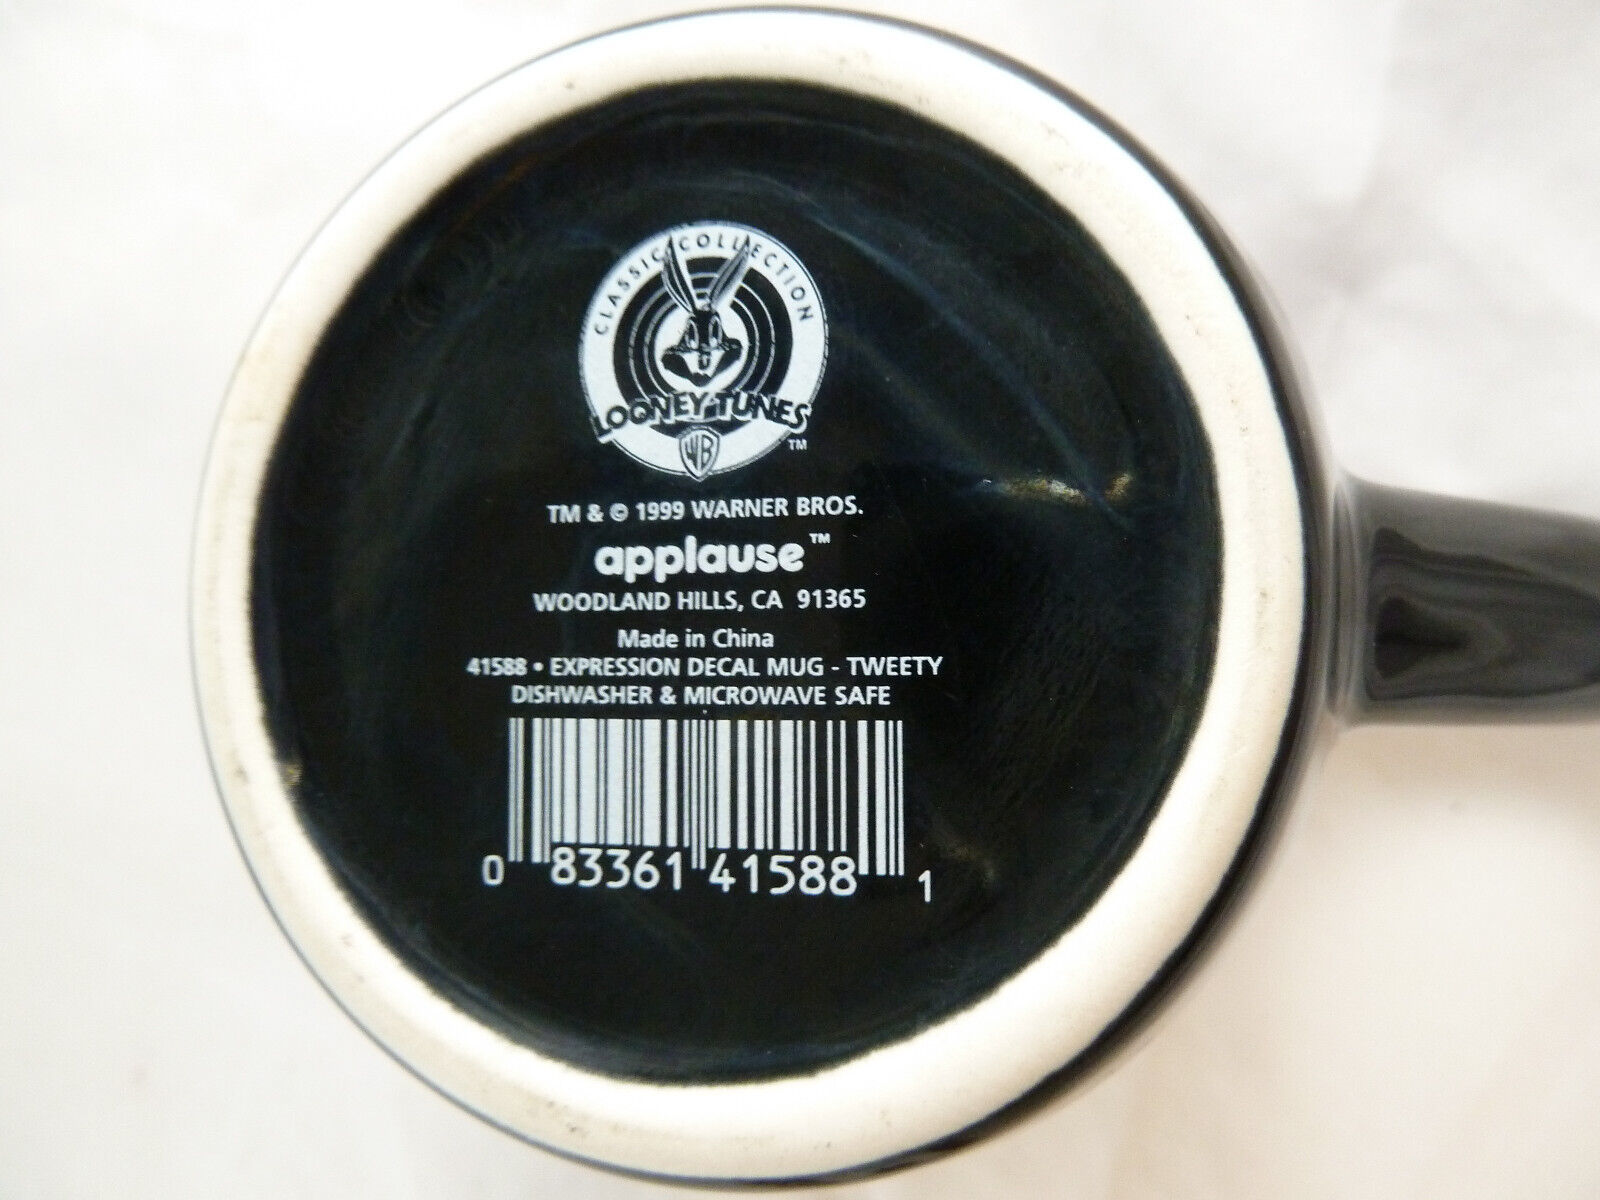 CLASSIC COLLECTION
LOONEY TUNES
WB
TM
TM & © 1999 WARNER BROS.
applause™
WOODLAND HILLS, CA 91365
Made in China
41588 • EXPRESSION DECAL MUG - TWEETY
DISHWASHER & MICROWAVE SAFE
0 83361 41588 1